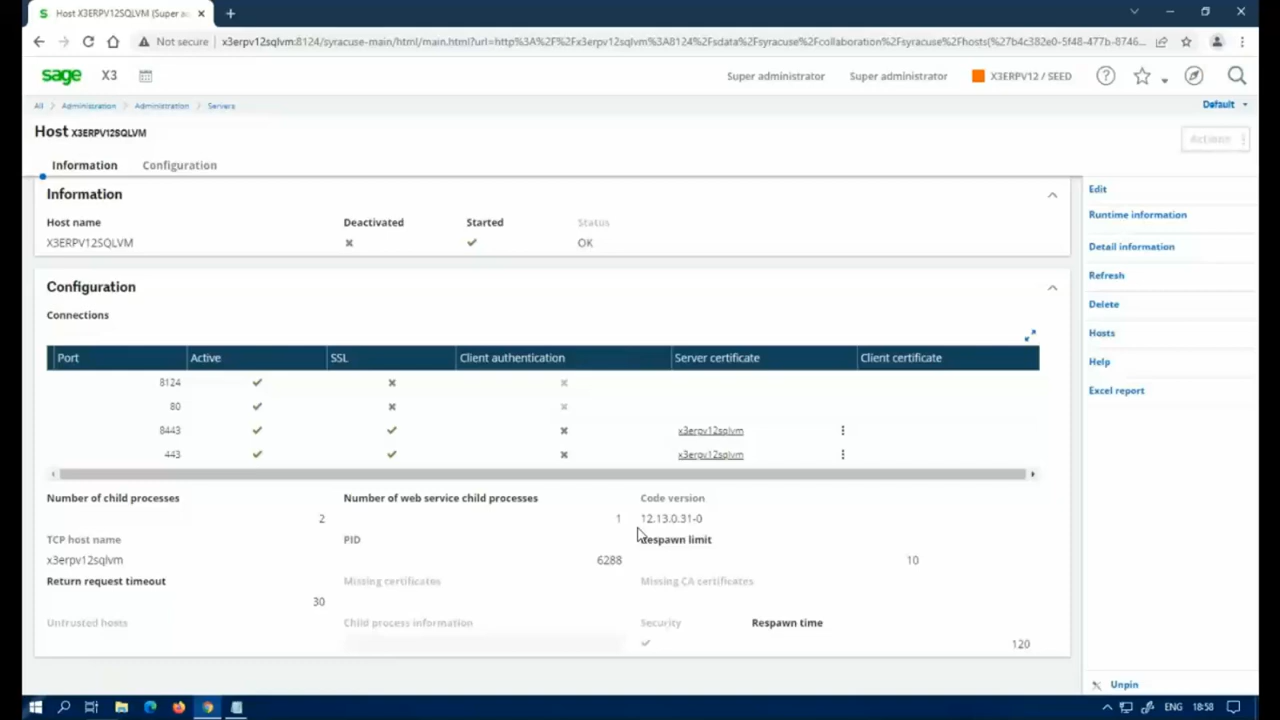 S Host X3ERPV12SQLVM (Super ad
Not secure x3erpv12sqlvm:8124/syracuse-main/html/main.html?url=http%3A%2F%2Fx3erpv12sqlvm%3A8124%2Fsdata%2Fsyracuse%2Fcollaboration%2Fsyracuse%2Fhosts(%27b4c382e0-5f48-477b-8746...
sage X3 Super administrator Super administrator X3ERPV12 / SEED
All Administration Administration Servers Default
Host X3ERPV12SQLVM
Actions
Information Configuration
Information
Host name Deactivated Started Status
X3ERPV12SQLVM OK
Configuration
Connections
Port Active SSL Client authentication Server certificate Client certificate
8124
80
8443 x3erpv12sqlvm
443 x3erpv12sqlvm
Number of child processes Number of web service child processes Code version
2 1 12.13.0.31-0
TCP host name PID Respawn limit
x3erpv12sqlvm 6288 10
Return request timeout Missing certificates Missing CA certificates
30
Untrusted hosts Child process information Security Respawn time
120
Edit
Runtime information
Detail information
Refresh
Delete
Hosts
Help
Excel report
Unpin
ENG 18:58